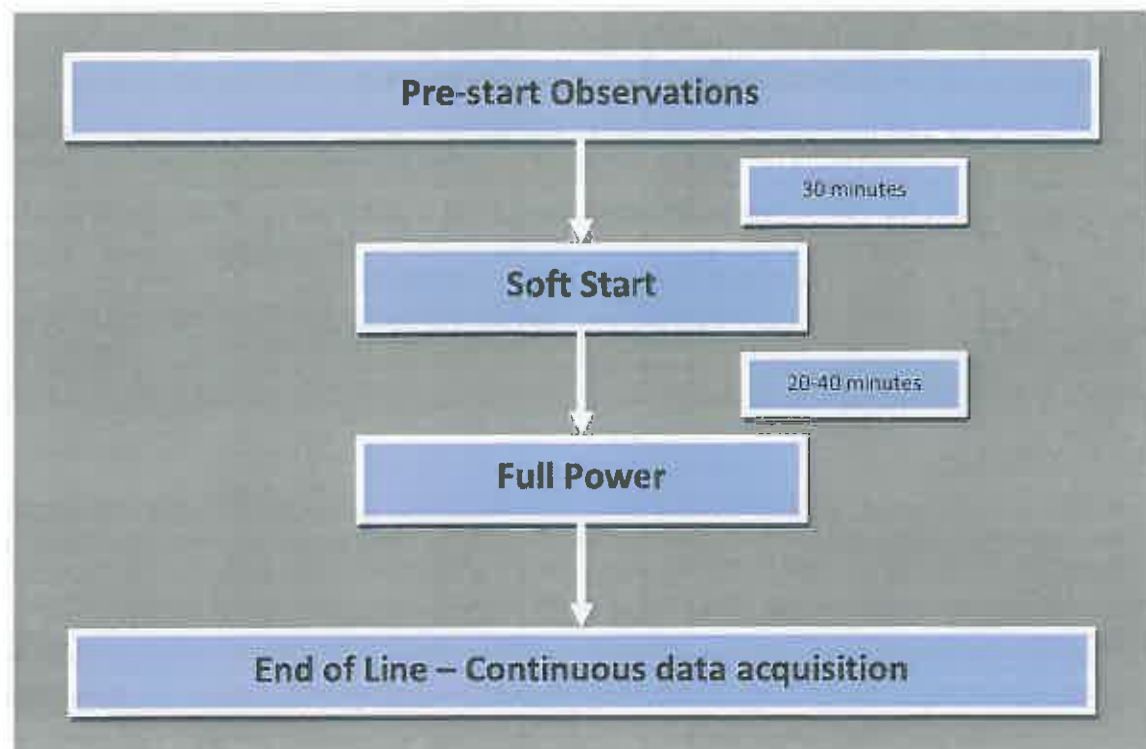 Pre-start Observations
30 minutes
Soft Start
20-40 minutes
Full Power
End of Line – Continuous data acquisition